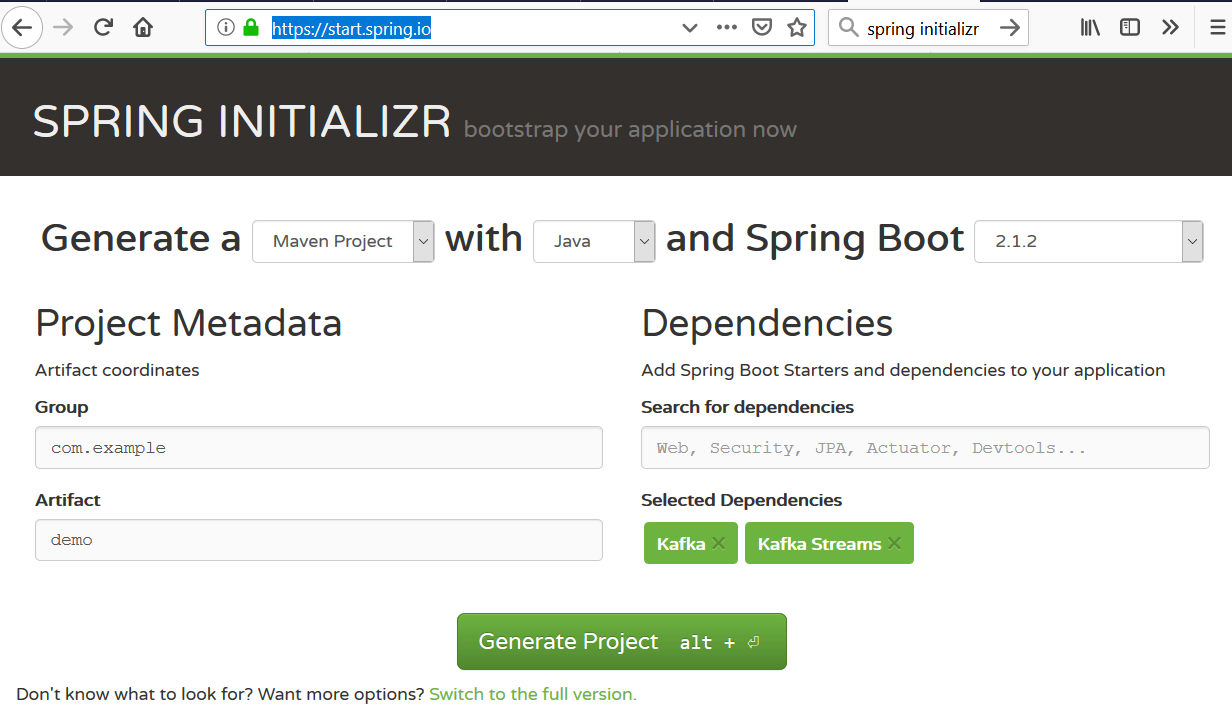 https://start.spring.io
spring initializr
SPRING INITIALIZR bootstrap your application now
Generate a Maven Project with Java and Spring Boot 2.1.2
Project Metadata
Artifact coordinates
Group
com.example
Artifact
demo
Dependencies
Add Spring Boot Starters and dependencies to your application
Search for dependencies
Web, Security, JPA, Actuator, Devtools...
Selected Dependencies
Kafka Kafka Streams
Generate Project alt + ⏎
Don't know what to look for? Want more options? Switch to the full version.